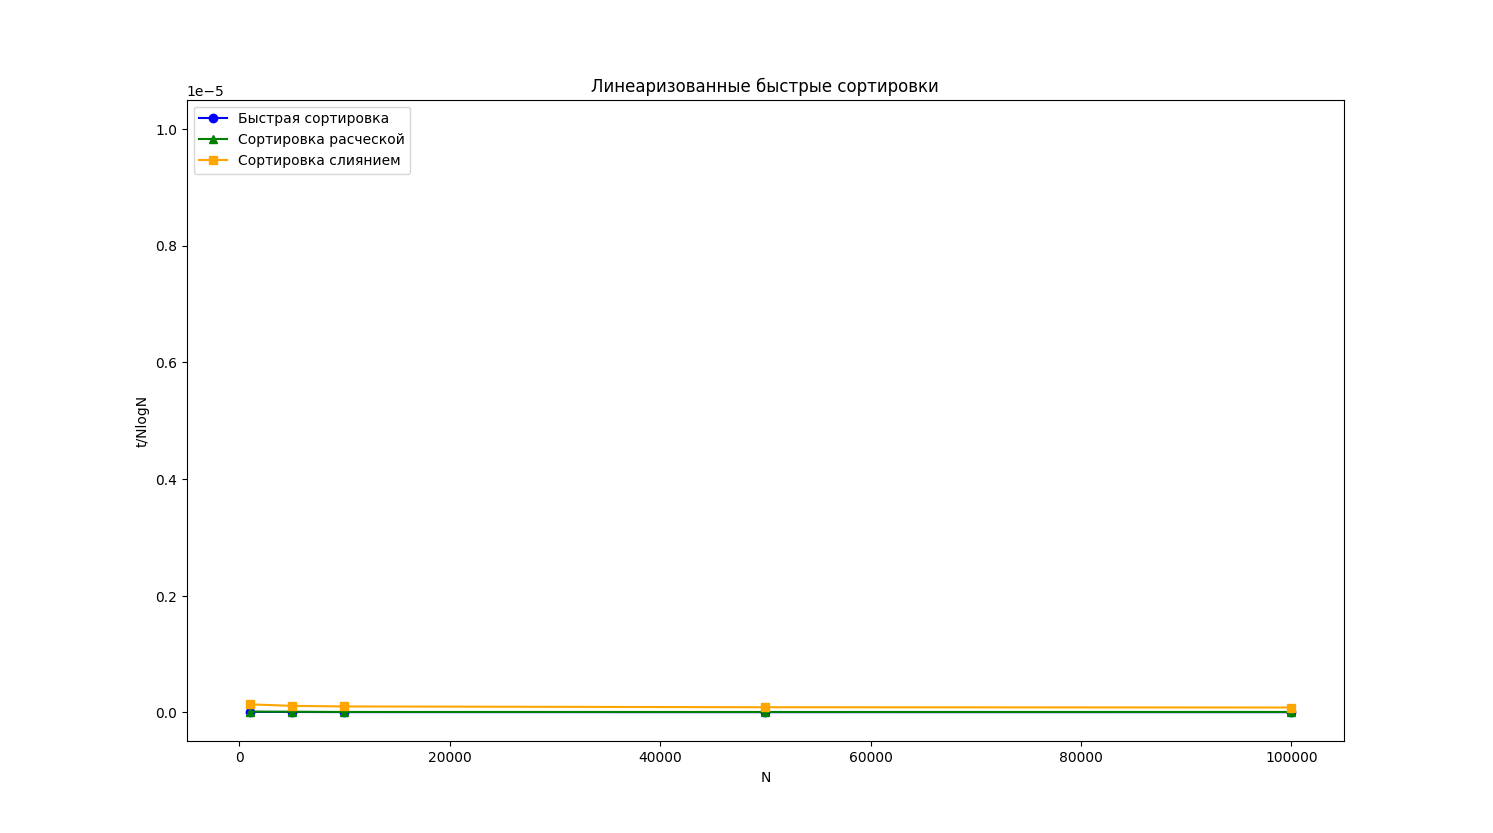 Линеаризованные быстрые сортировки
1e−5
Быстрая сортировка
Сортировка расческой
Сортировка слиянием
1.0
0.8
0.6
0.4
0.2
0.0
t/NlogN
0 20000 40000 60000 80000 100000
N